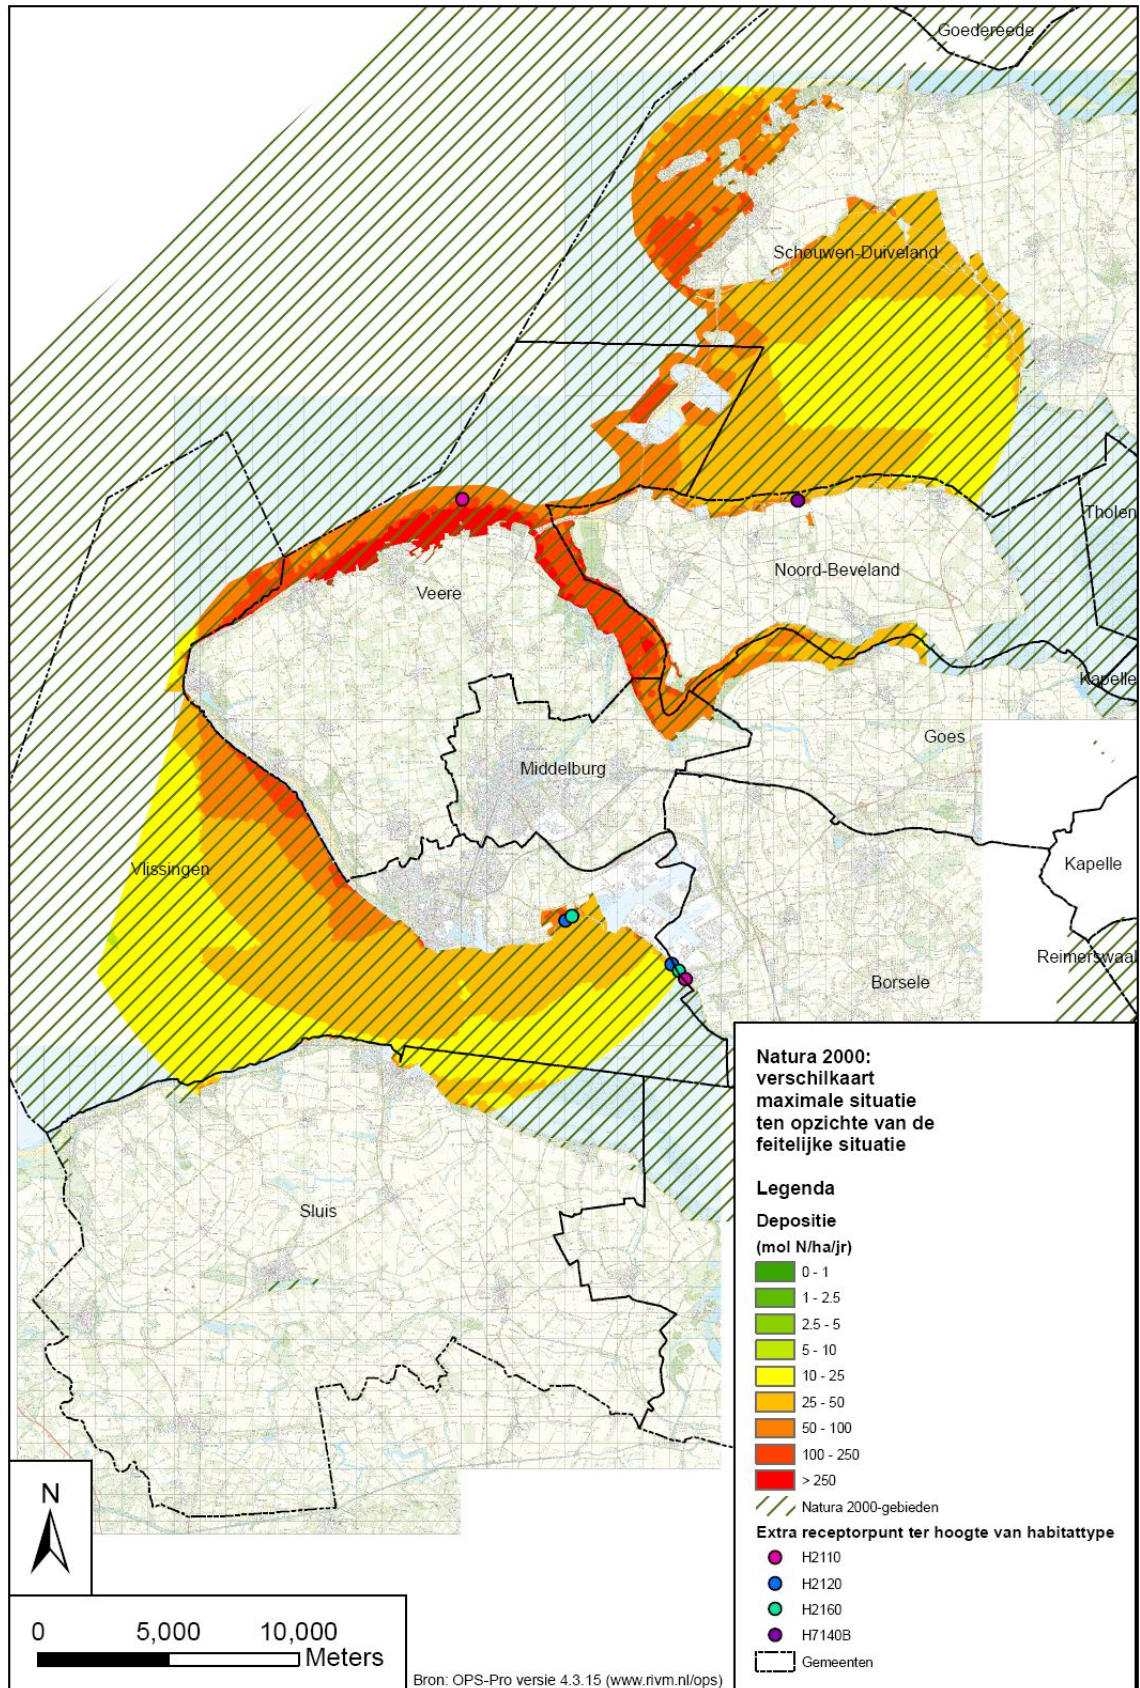 Goedereede
Schouwen-Duiveland
Tholen
Noord-Beveland
Veere
Kapelle
Goes
Middelburg
Vlissingen
Kapelle
Reimerswaal
Borsele
Sluis
Natura 2000:
verschilkaart
maximale situatie
ten opzichte van de
feitelijke situatie
Legenda
Depositie
(mol N/ha/jr)
0 - 1
1 - 2.5
2.5 - 5
5 - 10
10 - 25
25 - 50
50 - 100
100 - 250
> 250
Natura 2000-gebieden
Extra receptorpunt ter hoogte van habitattype
H2110
H2120
H2160
H7140B
Gemeenten
N
0 5,000 10,000
Meters
Bron: OPS-Pro versie 4.3.15 (www.rivm.nl/ops)